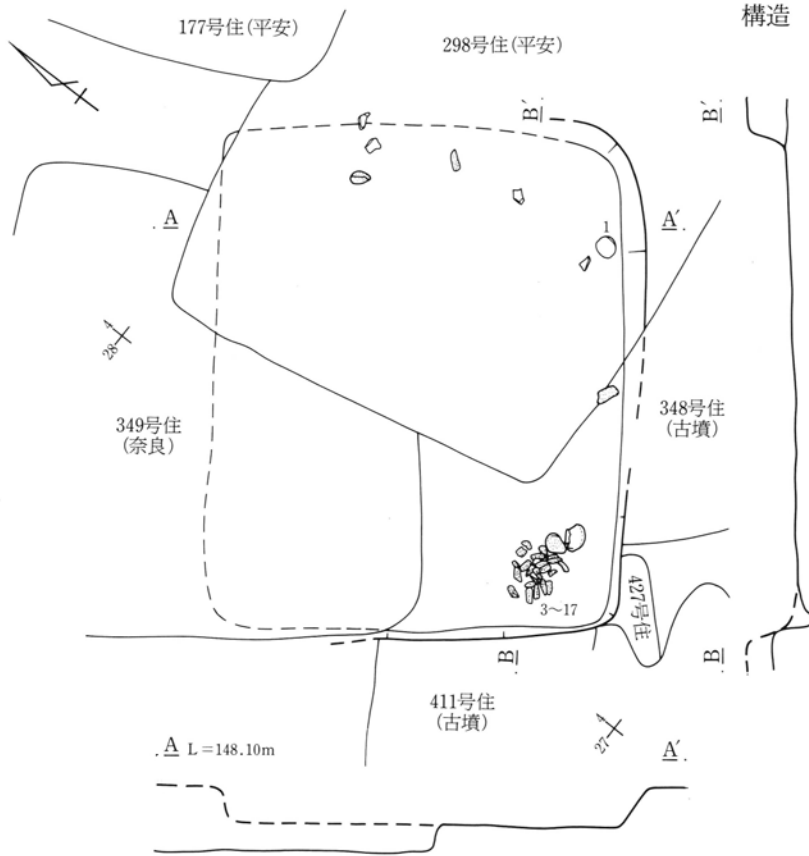 構造
177号住(平安)
298号住(平安)
B′
B′
A
A′
1
4
28
349号住
(奈良)
348号住
(古墳)
3〜17
427号住
B
B
411号住
(古墳)
4
27
A L=148.10m
A′